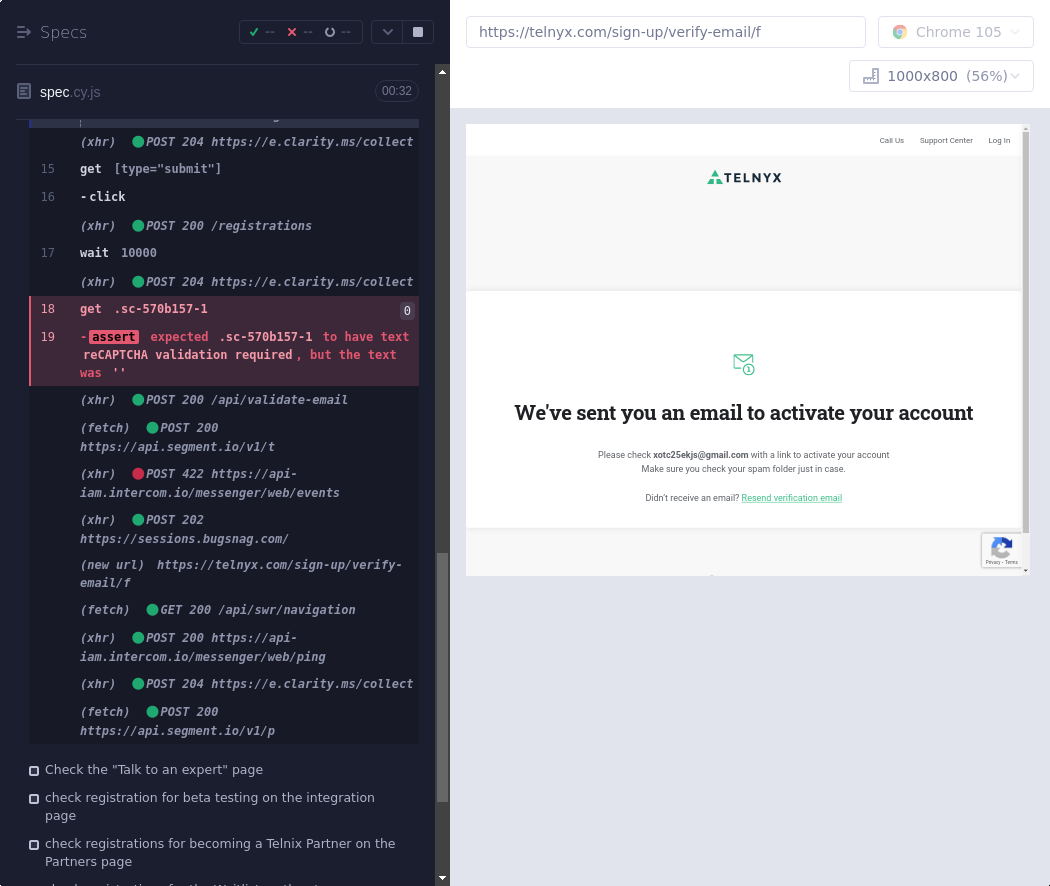 Specs
-- -- --
spec.cy.js
00:32
(xhr) POST 204 https://e.clarity.ms/collect
15 get [type="submit"]
16 -click
(xhr) POST 200 /registrations
17 wait 10000
(xhr) POST 204 https://e.clarity.ms/collect
18 get .sc-570b157-1 0
19 -assert expected .sc-570b157-1 to have text
reCAPTCHA validation required, but the text
was ''
(xhr) POST 200 /api/validate-email
(fetch) POST 200
https://api.segment.io/v1/t
(xhr) POST 422 https://api-
iam.intercom.io/messenger/web/events
(xhr) POST 202
https://sessions.bugsnag.com/
(new url) https://telnyx.com/sign-up/verify-
email/f
(fetch) GET 200 /api/swr/navigation
(xhr) POST 200 https://api-
iam.intercom.io/messenger/web/ping
(xhr) POST 204 https://e.clarity.ms/collect
(fetch) POST 200
https://api.segment.io/v1/p
Check the "Talk to an expert" page
check registration for beta testing on the integration
page
check registrations for becoming a Telnix Partner on the
Partners page
https://telnyx.com/sign-up/verify-email/f
Chrome 105
1000x800 (56%)
Call Us Support Center Log In
TELNYX
1
We've sent you an email to activate your account
Please check xotc25ekjs@gmail.com with a link to activate your account
Make sure you check your spam folder just in case.
Didn't receive an email? Resend verification email
Privacy - Terms